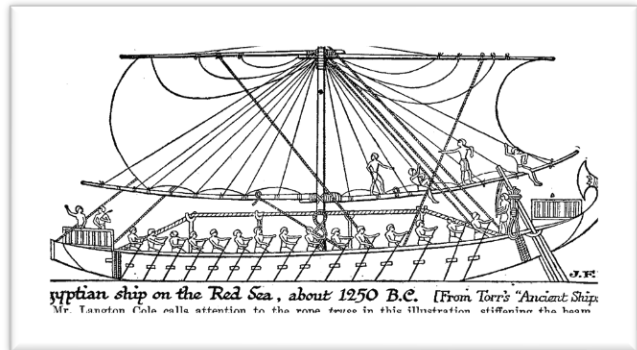 J.F.
yptian ship on the Red Sea, about 1250 B.C. [From Torr's "Ancient Ships
Mr. Langton Cole calls attention to the rope truss in this illustration, stiffening the beam